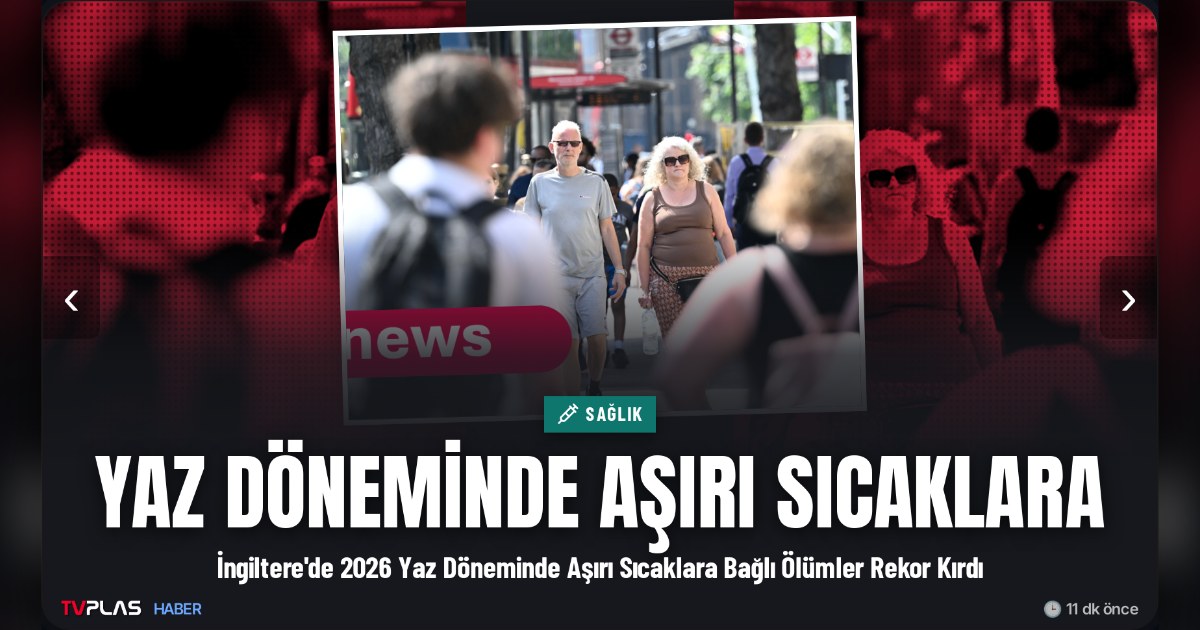 news
SAĞLIK
YAZ DÖNEMİNDE AŞIRI SICAKLARA
İngiltere'de 2026 Yaz Döneminde Aşırı Sıcaklara Bağlı Ölümler Rekor Kırdı
TVPLAS HABER
11 dk önce